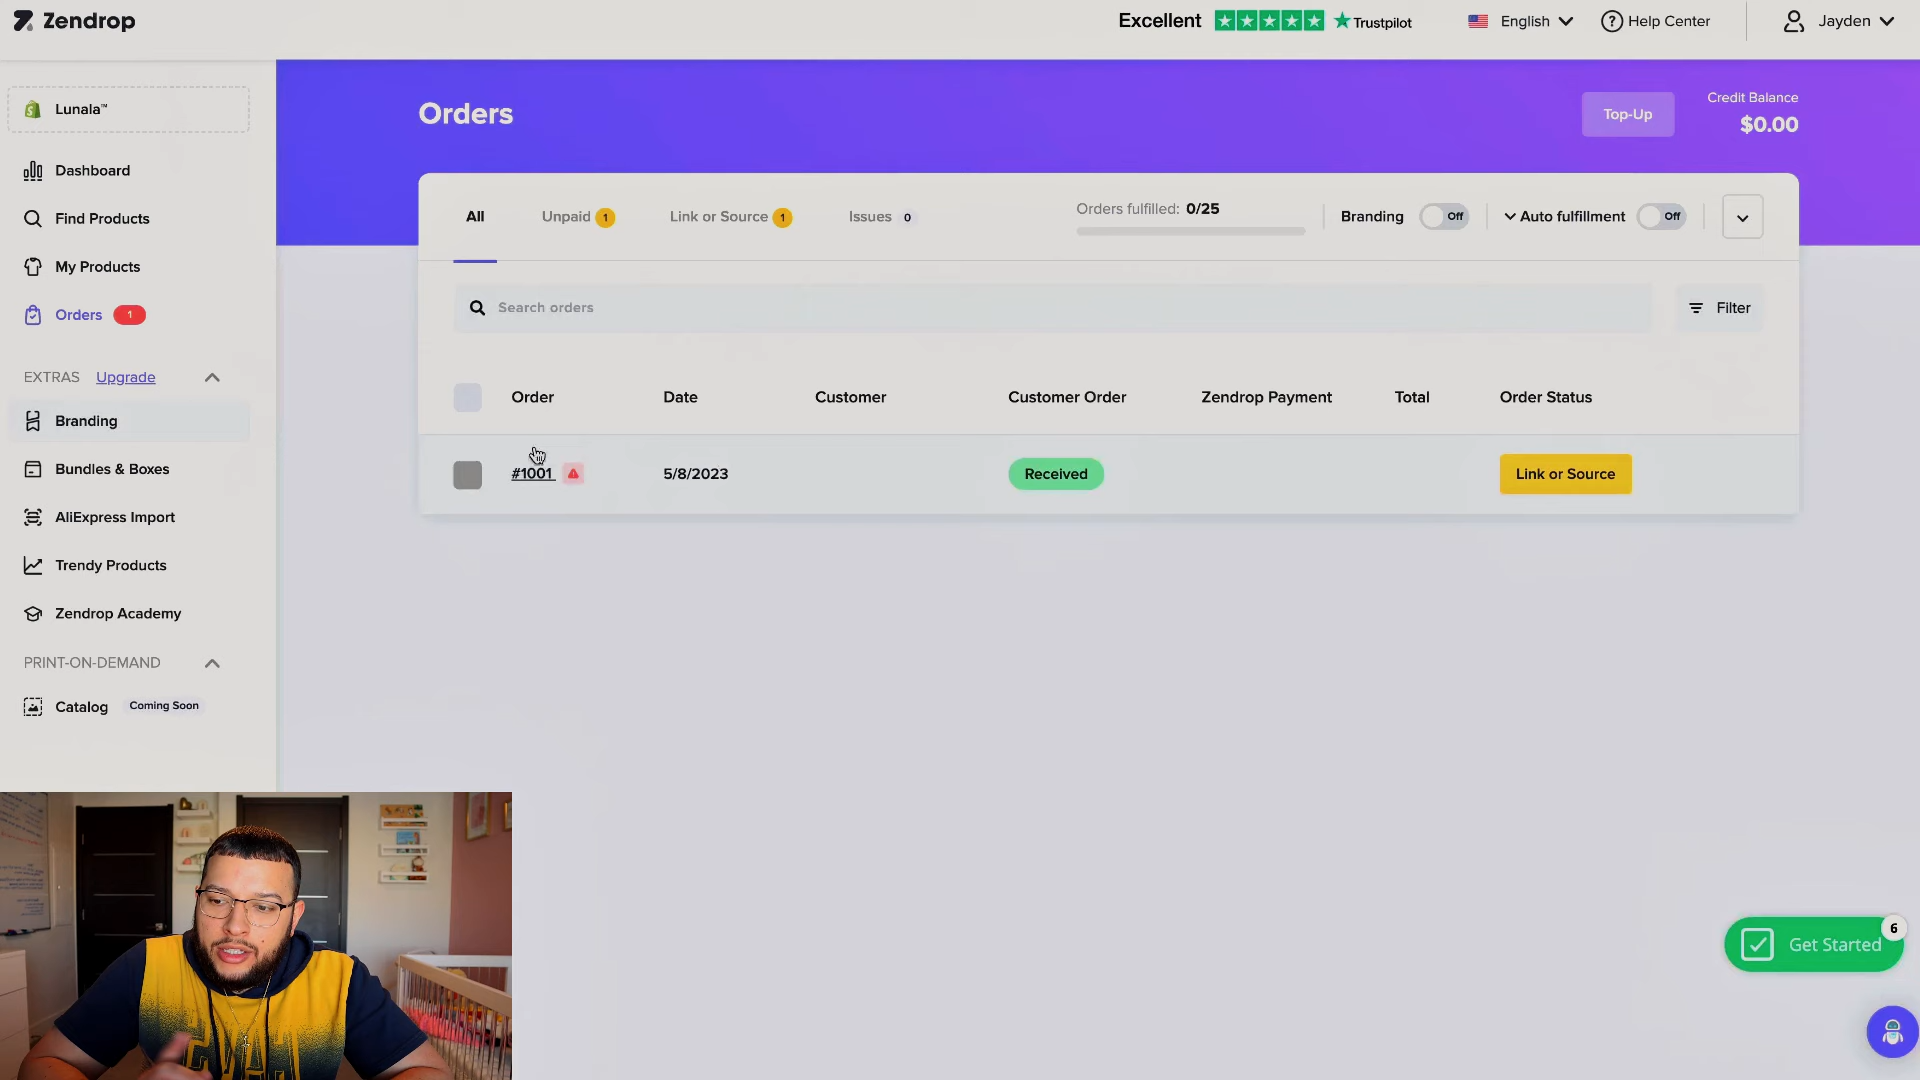 Zendrop
Excellent
Trustpilot
English
Help Center
Jayden
Lunala™
Dashboard
Find Products
My Products
Orders 1
EXTRAS Upgrade
Branding
Bundles & Boxes
AliExpress Import
Trendy Products
Zendrop Academy
PRINT-ON-DEMAND
Catalog Coming Soon
Orders
Top-Up
Credit Balance
$0.00
All
Unpaid 1
Link or Source 1
Issues 0
Orders fulfilled: 0/25
Branding Off
Auto fulfillment Off
Search orders
Filter
Order Date Customer Customer Order Zendrop Payment Total Order Status
#1001 5/8/2023 Received Link or Source
Get Started
6